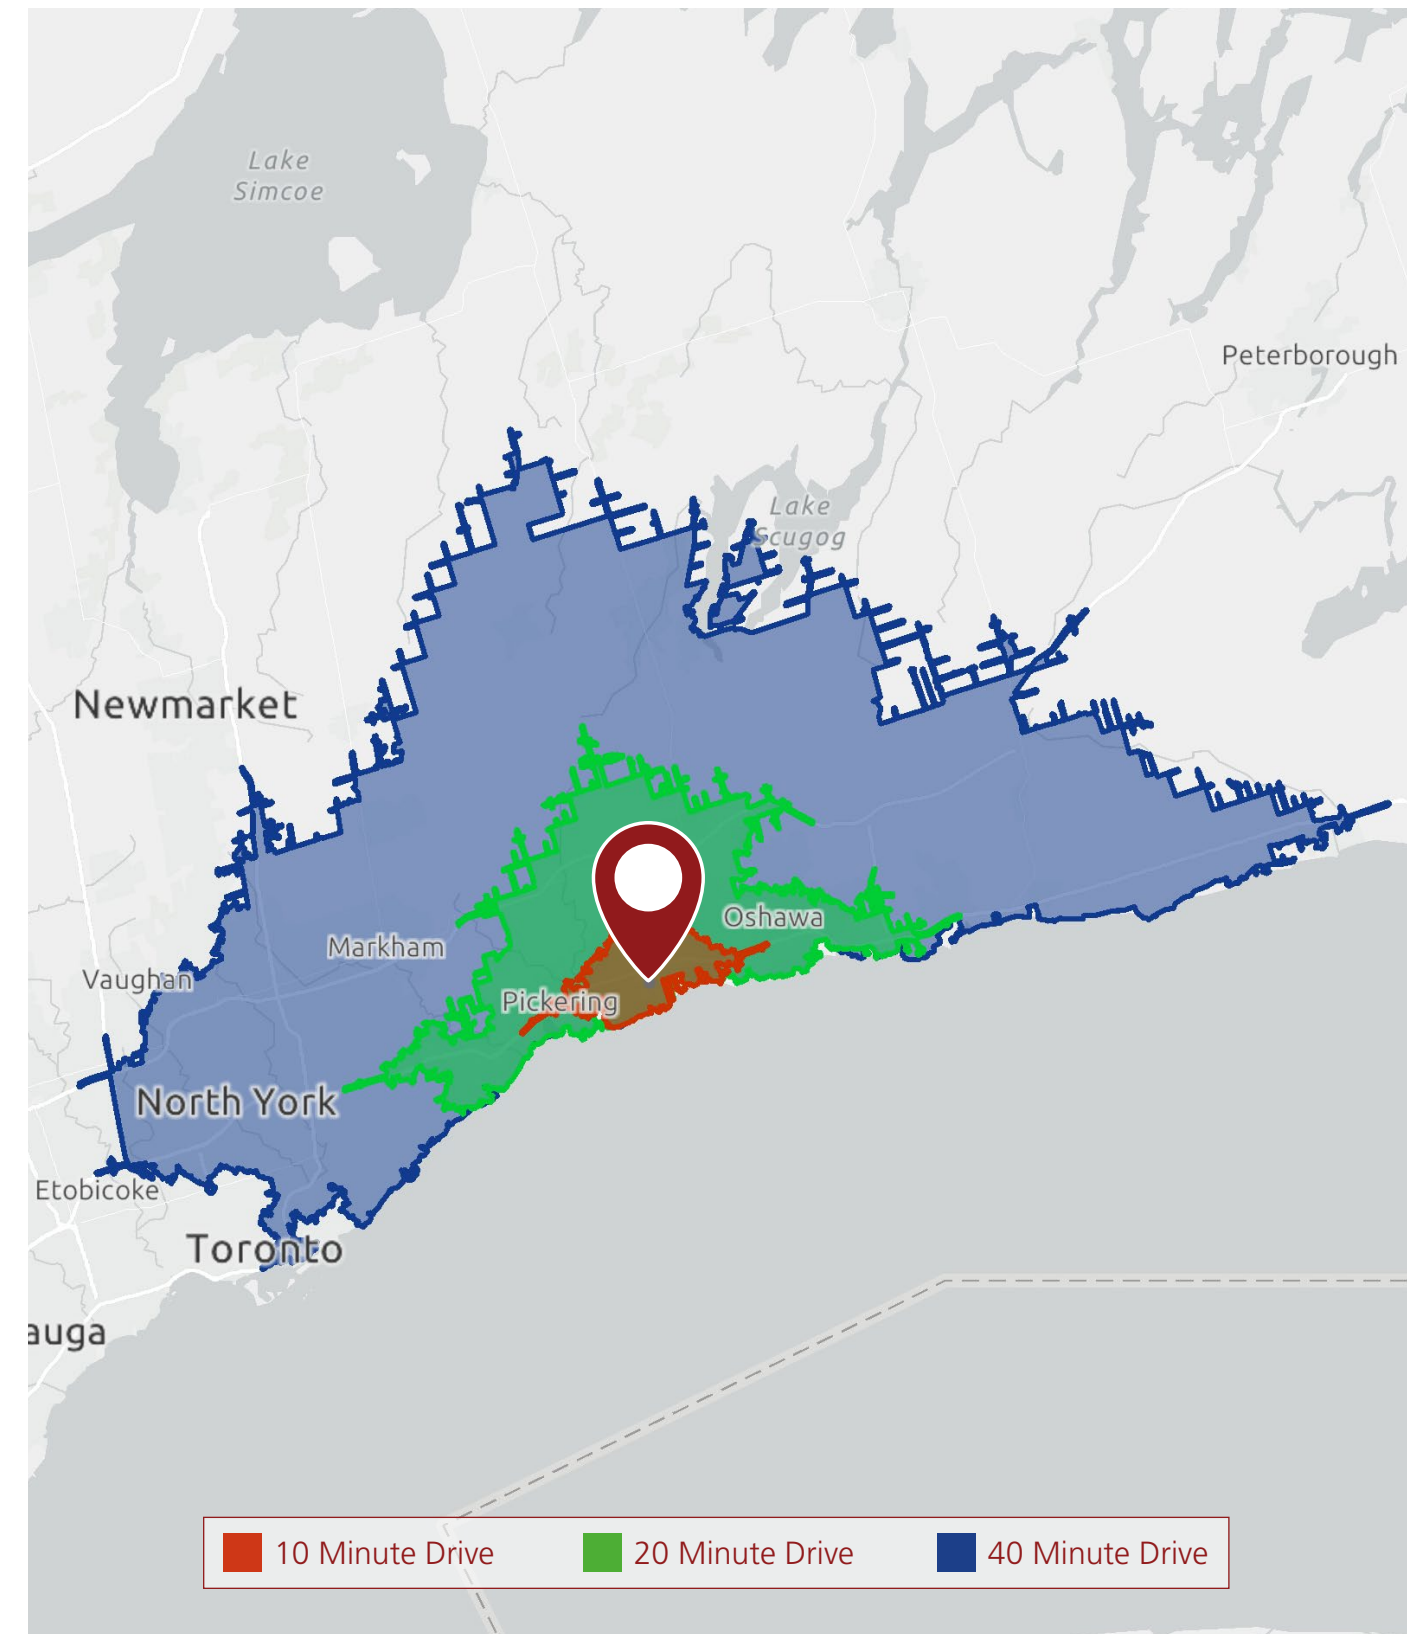 Lake
Simcoe
Peterborough
Lake
Scugog
Newmarket
Oshawa
Markham
Vaughan
Pickering
North York
Etobicoke
Toronto
auga
10 Minute Drive
20 Minute Drive
40 Minute Drive